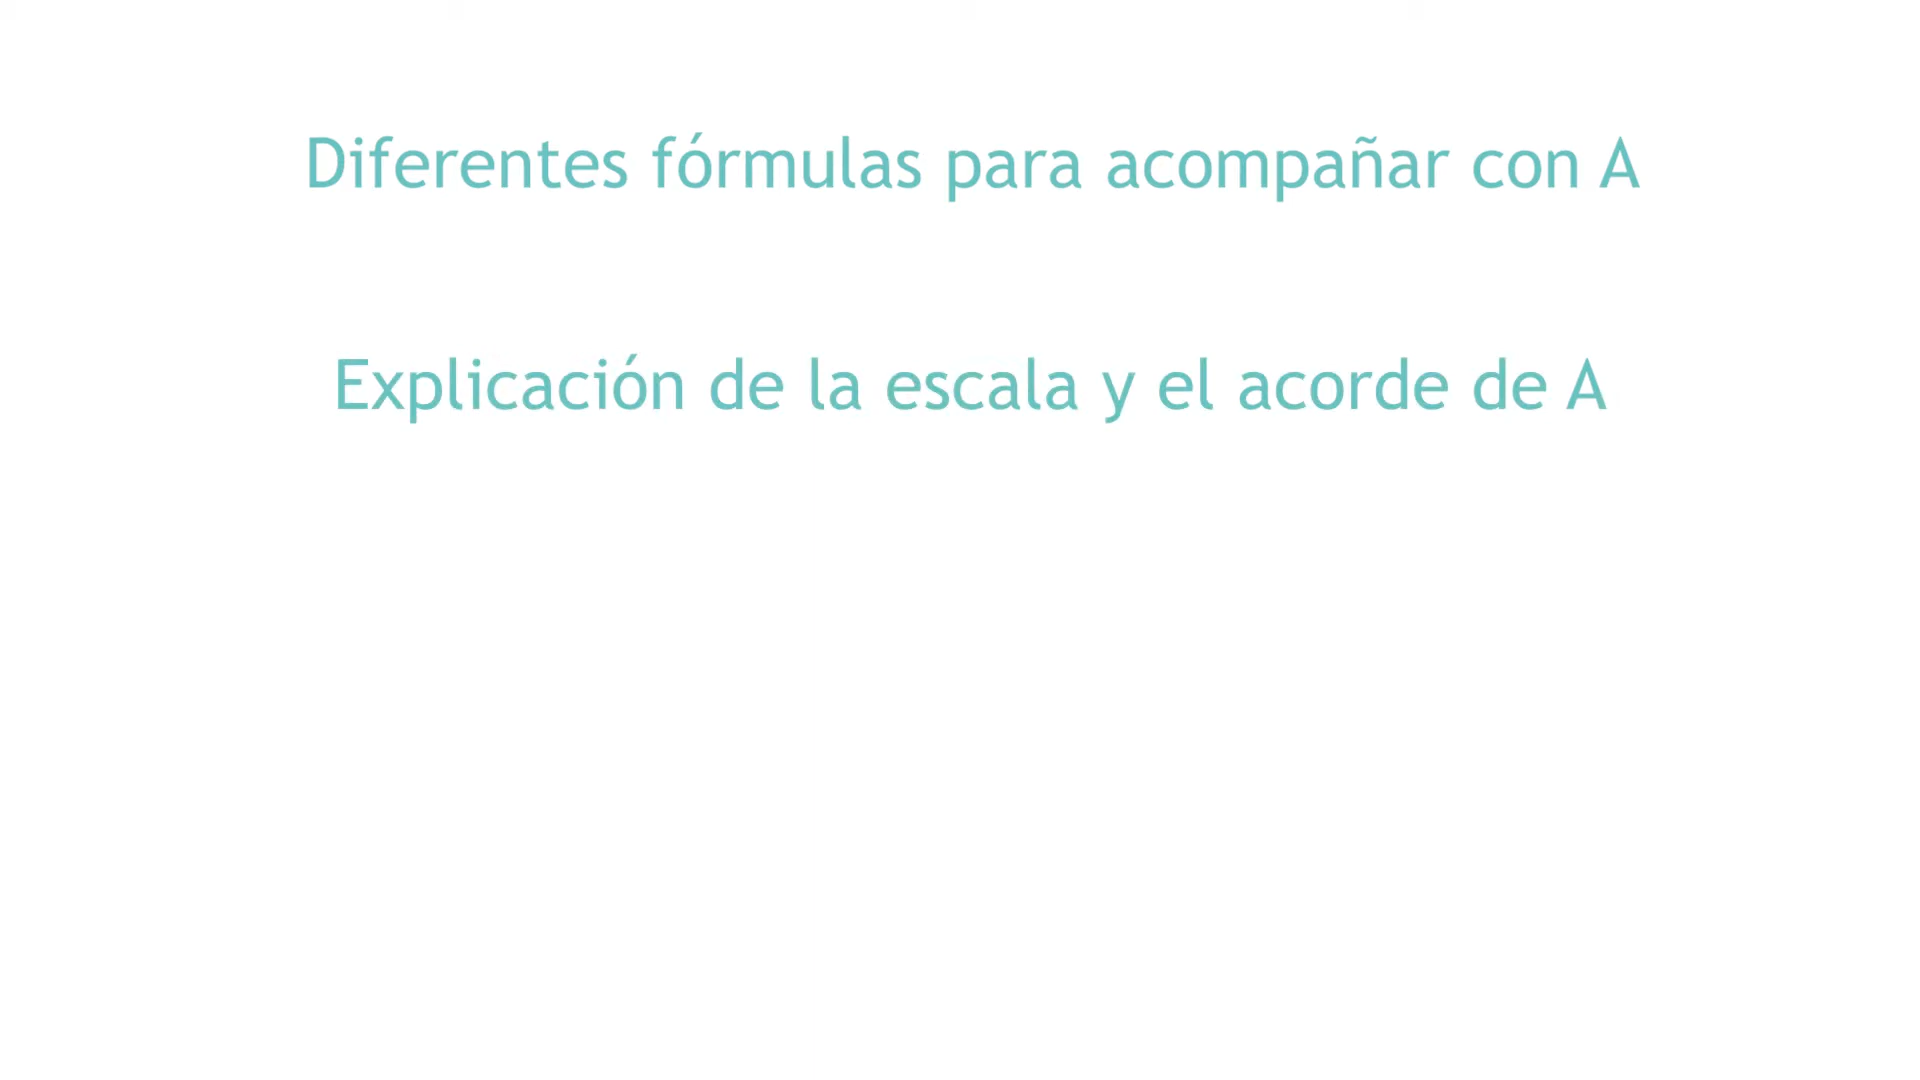 Diferentes fórmulas para acompañar con A
Explicación de la escala y el acorde de A